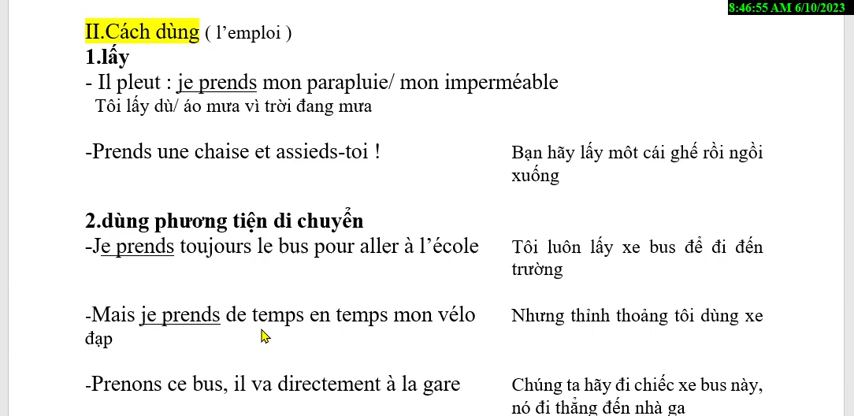 8:46:55 AM 6/10/2023
II.Cách dùng ( l’emploi )
1.lấy
- Il pleut : je prends mon parapluie/ mon imperméable
Tôi lấy dù/ áo mưa vì trời đang mưa
-Prends une chaise et assieds-toi !
Bạn hãy lấy môt cái ghế rồi ngồi
xuống
2.dùng phương tiện di chuyển
-Je prends toujours le bus pour aller à l’école
Tôi luôn lấy xe bus để đi đến
trường
-Mais je prends de temps en temps mon vélo
Nhưng thỉnh thoảng tôi dùng xe
đạp
-Prenons ce bus, il va directement à la gare
Chúng ta hãy đi chiếc xe bus này,
nó đi thẳng đến nhà ga